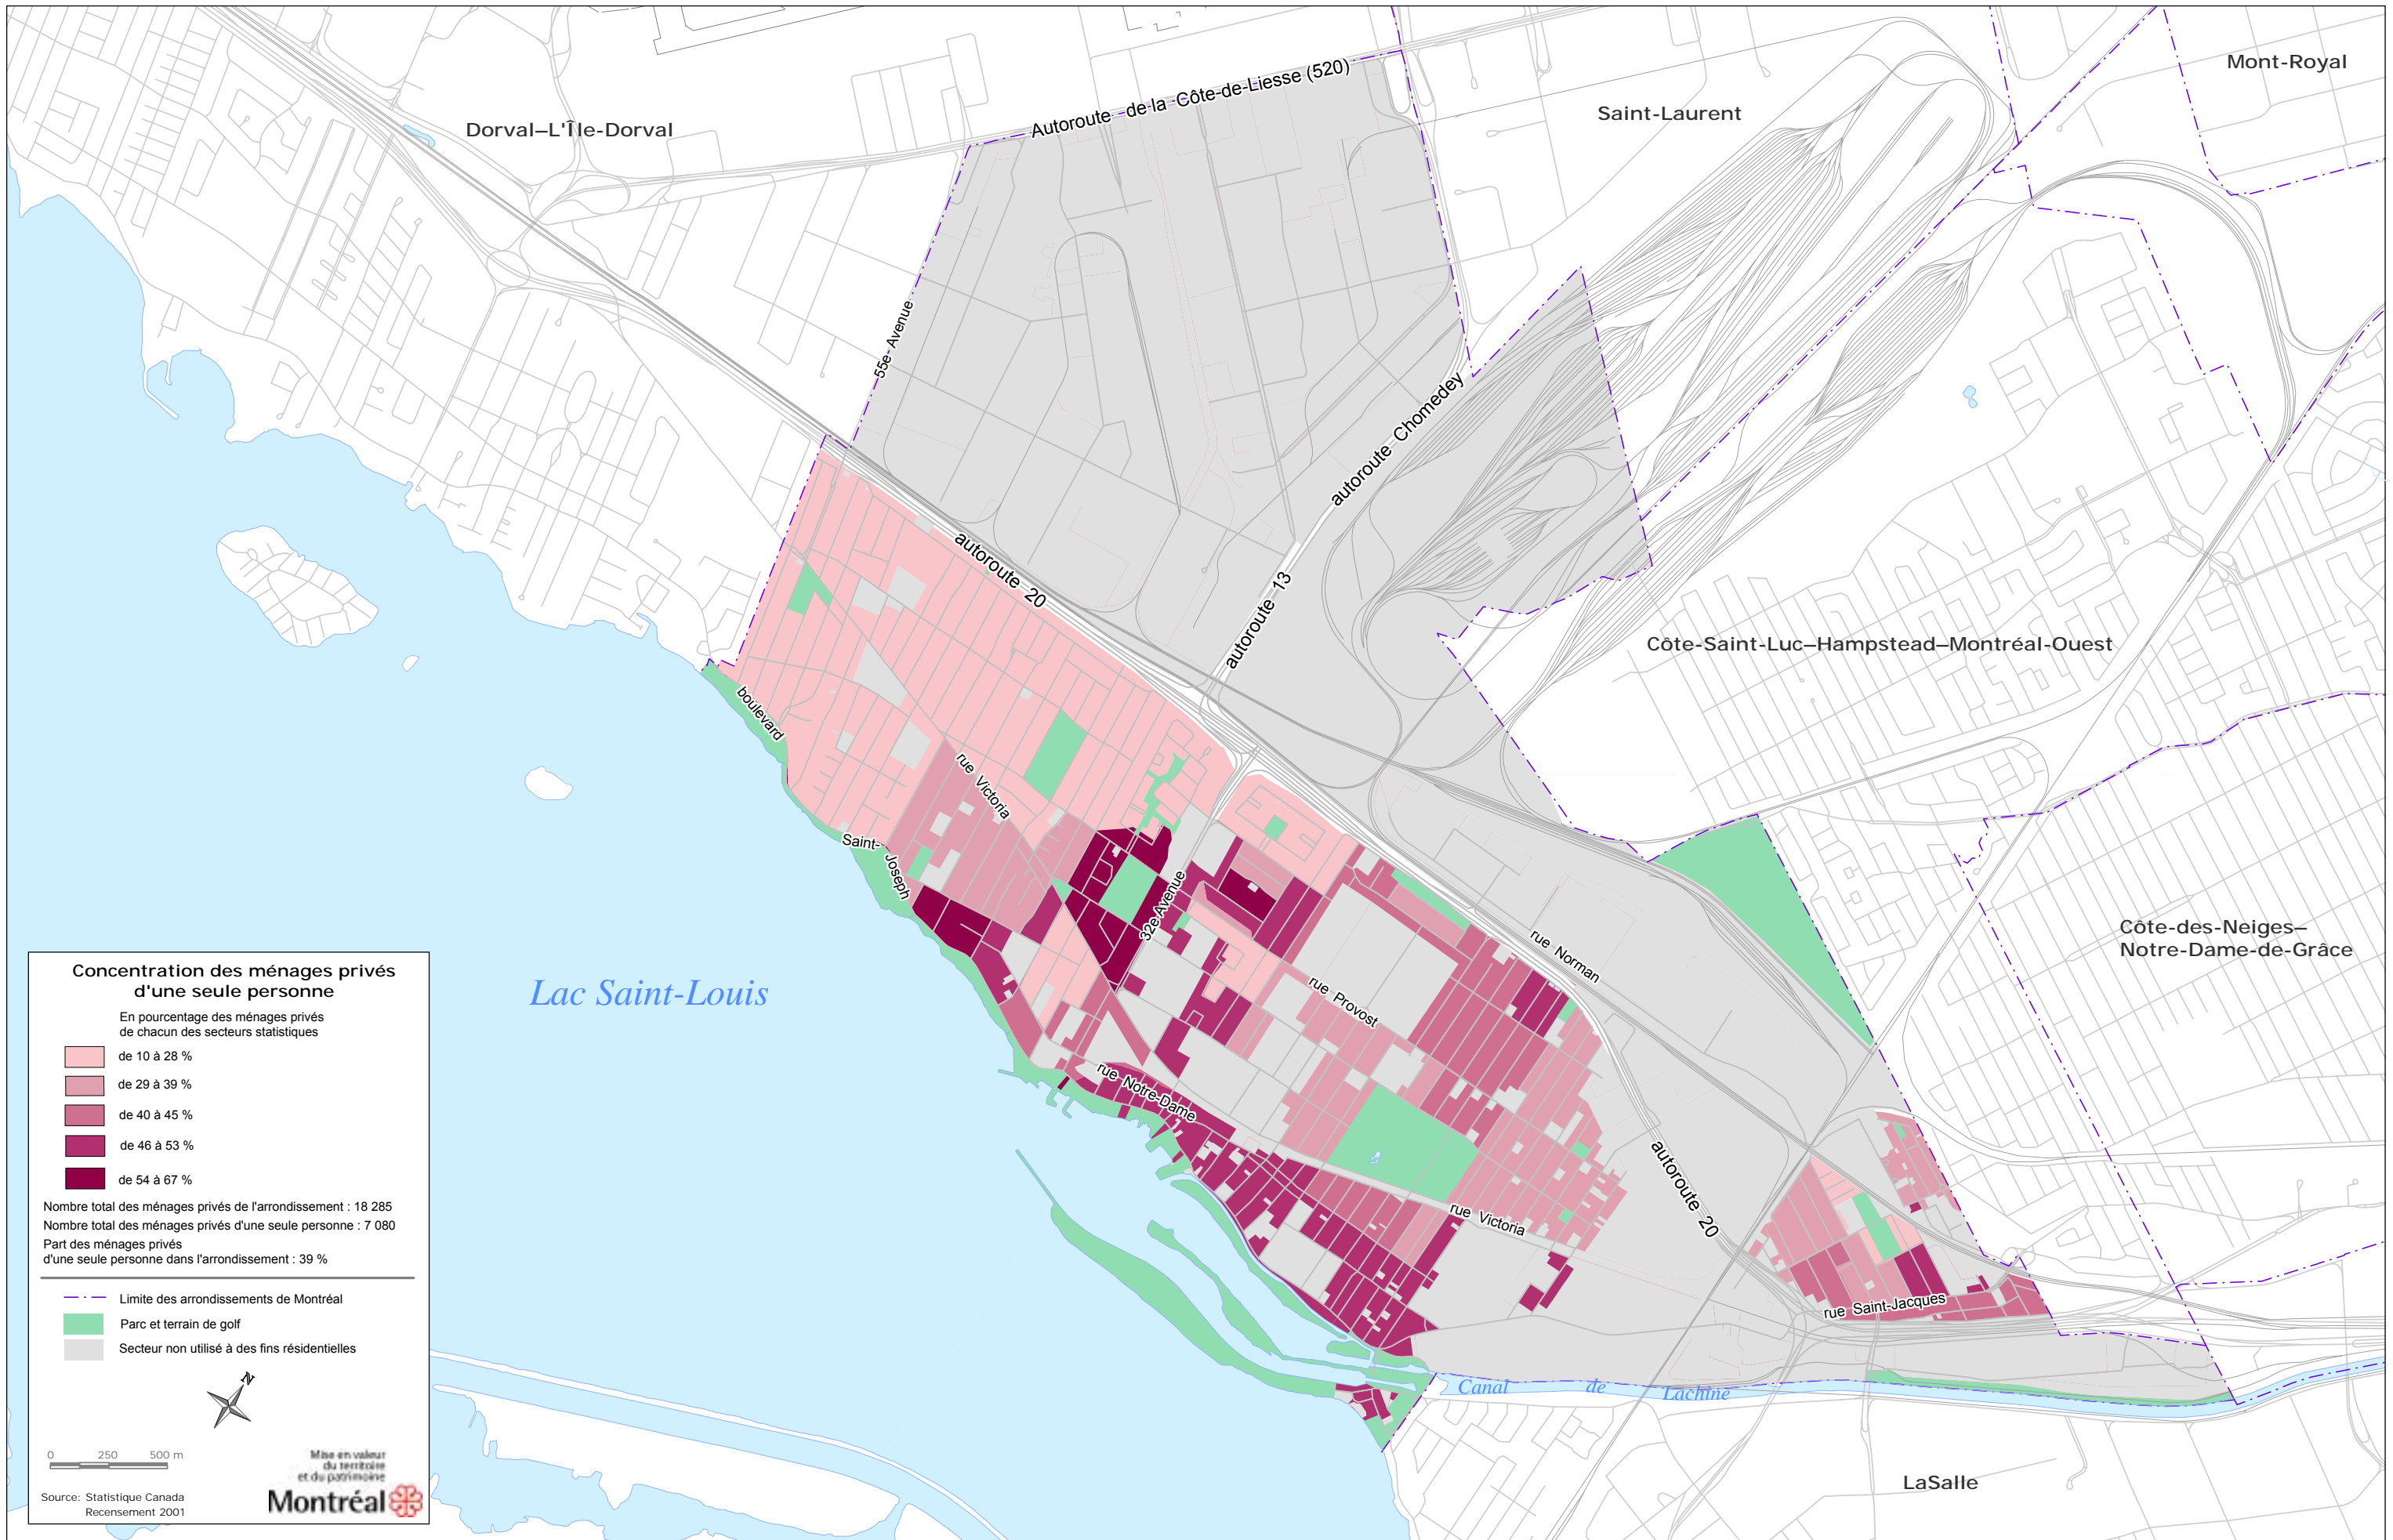 Mont-Royal
Saint-Laurent
Dorval–L'Île-Dorval
Autoroute de la Côte-de-Liesse (520)
55e Avenue
autoroute Chomedey
autoroute 13
autoroute 20
Côte-Saint-Luc–Hampstead–Montréal-Ouest
boulevard
Saint-Joseph
rue Victoria
32e Avenue
rue Provost
rue Norman
Côte-des-Neiges–
Notre-Dame-de-Grâce
Lac Saint-Louis
rue Notre-Dame
rue Victoria
autoroute 20
rue Saint-Jacques
Canal de Lachine
LaSalle
Concentration des ménages privés
d'une seule personne
En pourcentage des ménages privés
de chacun des secteurs statistiques
de 10 à 28 %
de 29 à 39 %
de 40 à 45 %
de 46 à 53 %
de 54 à 67 %
Nombre total des ménages privés de l'arrondissement : 18 285
Nombre total des ménages privés d'une seule personne : 7 080
Part des ménages privés
d'une seule personne dans l'arrondissement : 39 %
Limite des arrondissements de Montréal
Parc et terrain de golf
Secteur non utilisé à des fins résidentielles
N
0 250 500 m
Mise en valeur
du territoire
et du patrimoine
Montréal
Source: Statistique Canada
Recensement 2001